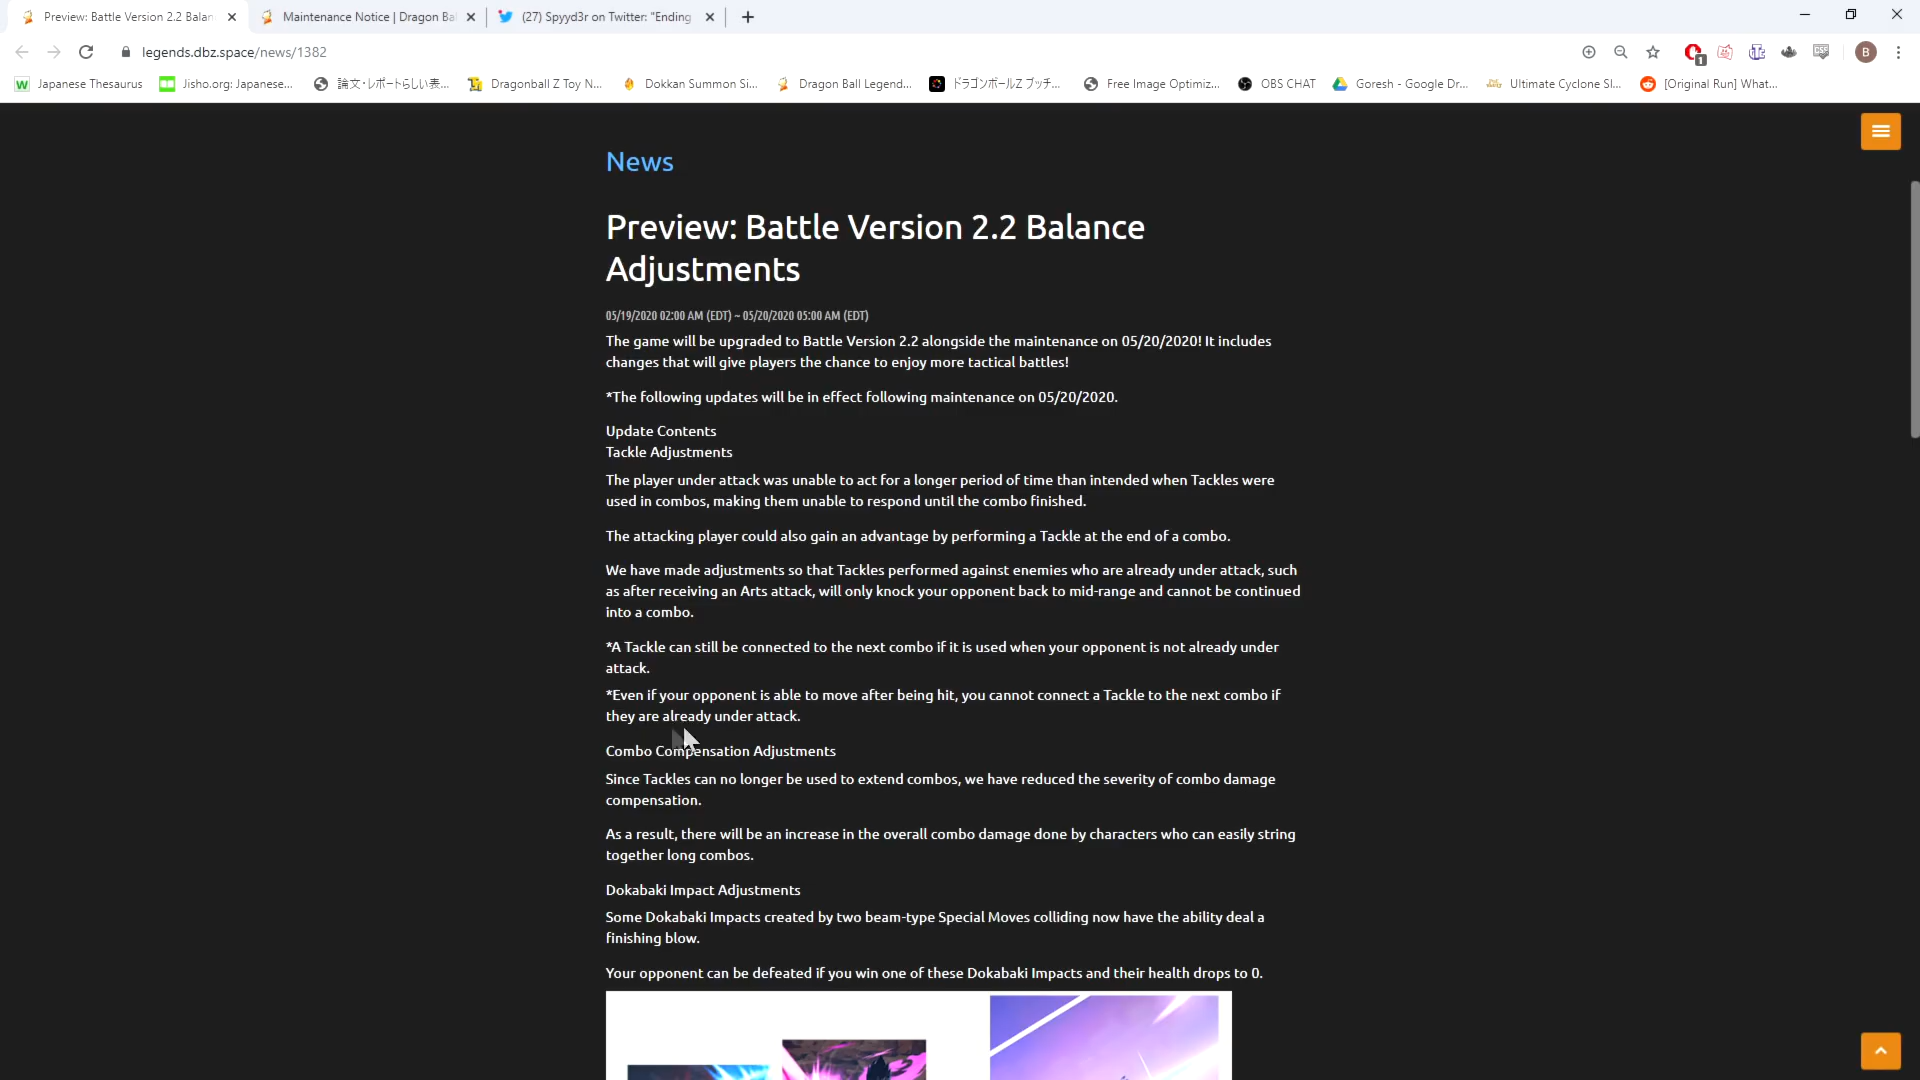 Preview: Battle Version 2.2 Balan
Maintenance Notice | Dragon Bal
(27) Spyyd3r on Twitter: "Ending
legends.dbz.space/news/1382
1
B
Japanese Thesaurus
Jisho.org: Japanese...
論文・レポートらしい表...
Dragonball Z Toy N...
Dokkan Summon Si...
Dragon Ball Legend...
ドラゴンボールZ ブッチ...
Free Image Optimiz...
OBS CHAT
Goresh - Google Dr...
Ultimate Cyclone Sl...
[Original Run] What...
News
Preview: Battle Version 2.2 Balance
Adjustments
05/19/2020 02:00 AM (EDT) ~ 05/20/2020 05:00 AM (EDT)
The game will be upgraded to Battle Version 2.2 alongside the maintenance on 05/20/2020! It includes
changes that will give players the chance to enjoy more tactical battles!
*The following updates will be in effect following maintenance on 05/20/2020.
Update Contents
Tackle Adjustments
The player under attack was unable to act for a longer period of time than intended when Tackles were
used in combos, making them unable to respond until the combo finished.
The attacking player could also gain an advantage by performing a Tackle at the end of a combo.
We have made adjustments so that Tackles performed against enemies who are already under attack, such
as after receiving an Arts attack, will only knock your opponent back to mid-range and cannot be continued
into a combo.
*A Tackle can still be connected to the next combo if it is used when your opponent is not already under
attack.
*Even if your opponent is able to move after being hit, you cannot connect a Tackle to the next combo if
they are already under attack.
Combo Compensation Adjustments
Since Tackles can no longer be used to extend combos, we have reduced the severity of combo damage
compensation.
As a result, there will be an increase in the overall combo damage done by characters who can easily string
together long combos.
Dokabaki Impact Adjustments
Some Dokabaki Impacts created by two beam-type Special Moves colliding now have the ability deal a
finishing blow.
Your opponent can be defeated if you win one of these Dokabaki Impacts and their health drops to 0.